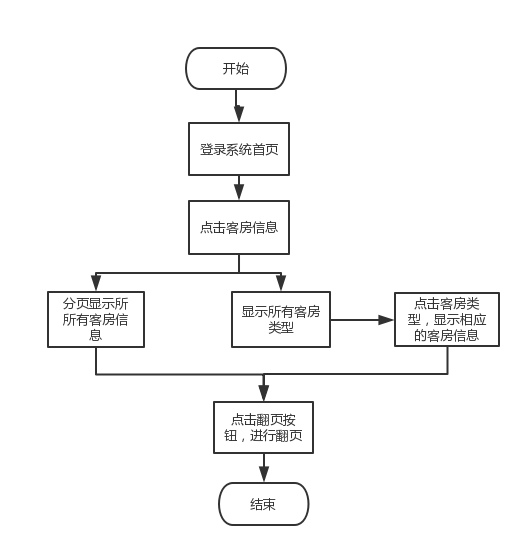 开始
登录系统首页
点击客房信息
分页显示所
所有客房信
息
显示所有客房
类型
点击客房类
型，显示相应
的客房信息
点击翻页按
钮，进行翻页
结束